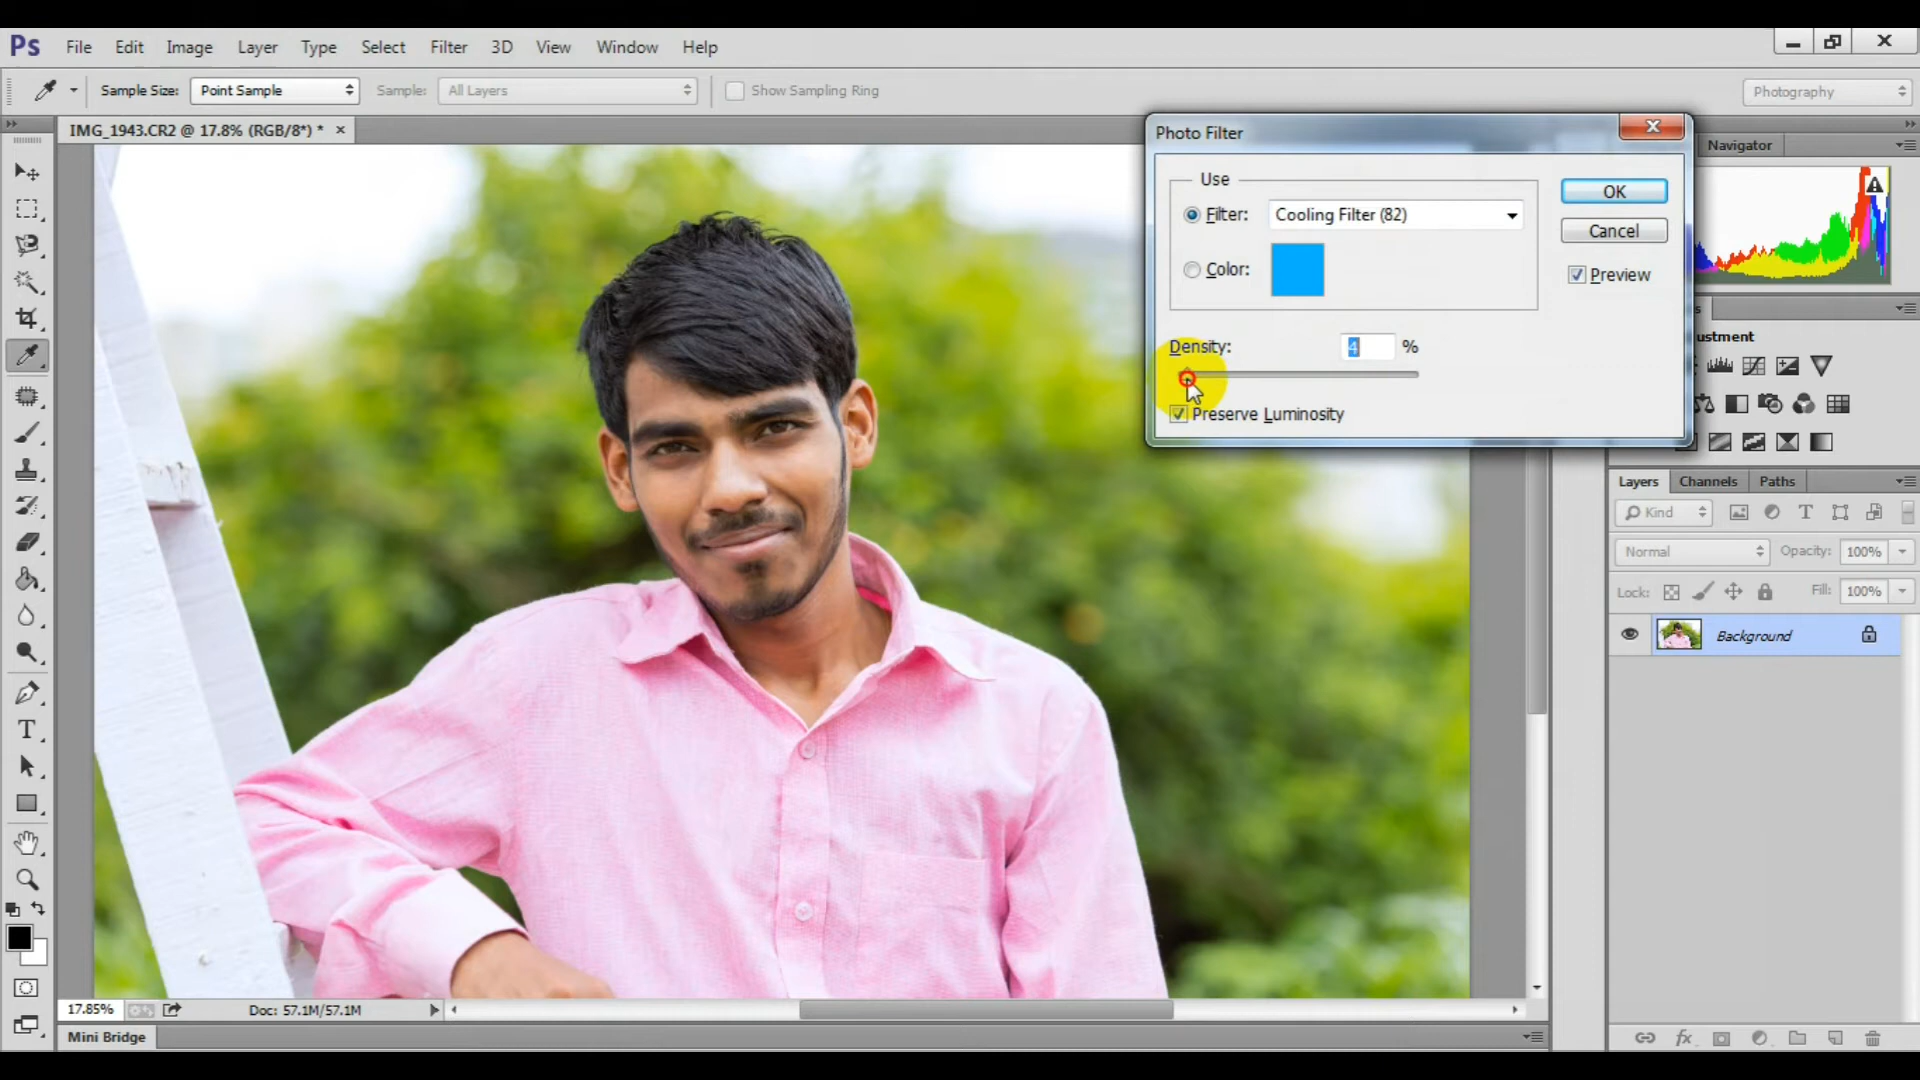 Ps File Edit Image Layer Type Select Filter 3D View Window Help
Sample Size: Point Sample Sample: All Layers Show Sampling Ring Photography
IMG_1943.CR2 @ 17.8% (RGB/8*) * ×
Photo Filter
Navigator
Use
Filter: Cooling Filter (82)
OK
Cancel
Color:
Preview
Density: 4 %
Preserve Luminosity
ustment
Layers Channels Paths
Kind
Normal Opacity: 100%
Lock: Fill: 100%
Background
17.85% Doc: 57.1M/57.1M
Mini Bridge
fx